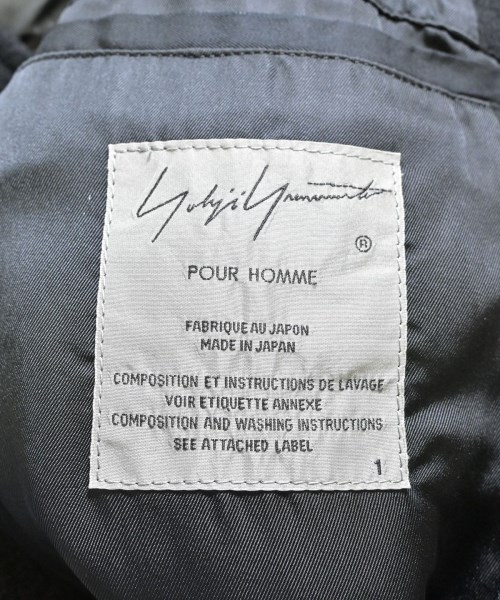 Yohji Yamamoto
®
POUR HOMME
FABRIQUE AU JAPON
MADE IN JAPAN
COMPOSITION ET INSTRUCTIONS DE LAVAGE
VOIR ETIQUETTE ANNEXE
COMPOSITION AND WASHING INSTRUCTIONS
SEE ATTACHED LABEL
1